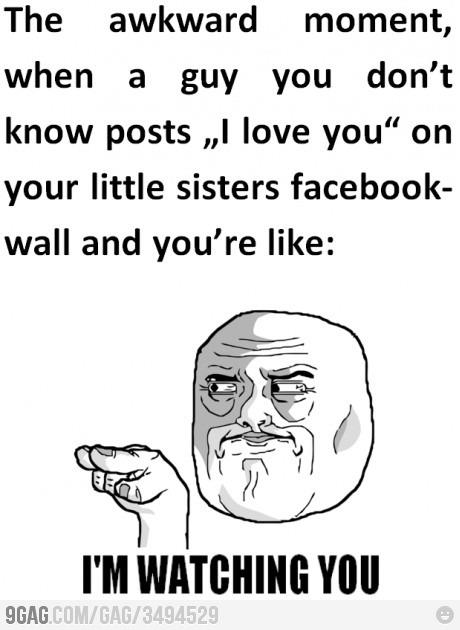 The awkward moment,
when a guy you don’t
know posts „I love you“ on
your little sisters facebook-
wall and you’re like:
I'M WATCHING YOU
9GAG.COM/GAG/3494529